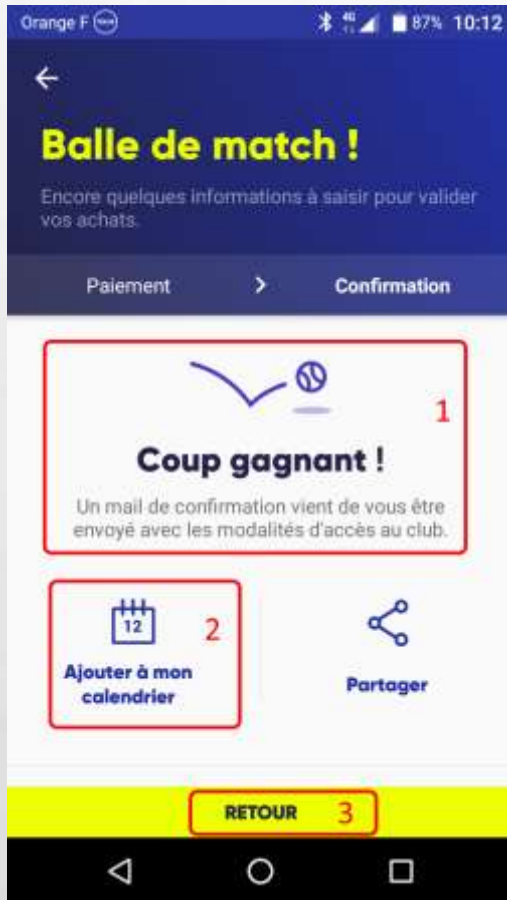 Orange F 87% 10:12
Balle de match !
Encore quelques informations à saisir pour valider
vos achats.
Paiement > Confirmation
1
Coup gagnant !
Un mail de confirmation vient de vous être
envoyé avec les modalités d'accès au club.
12
2
Ajouter à mon
calendrier
Partager
RETOUR 3